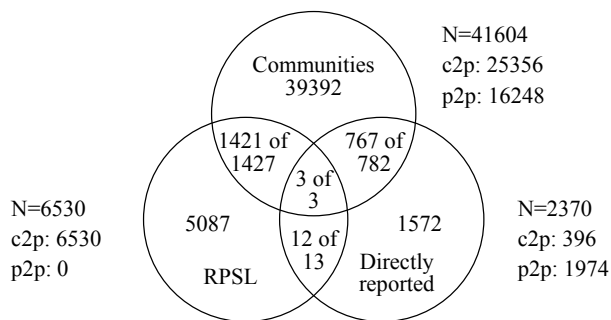 Communities
39392
N=41604
c2p: 25356
p2p: 16248
1421 of
1427
767 of
782
3 of
3
N=6530
c2p: 6530
p2p: 0
5087
RPSL
12 of
13
1572
Directly
reported
N=2370
c2p: 396
p2p: 1974